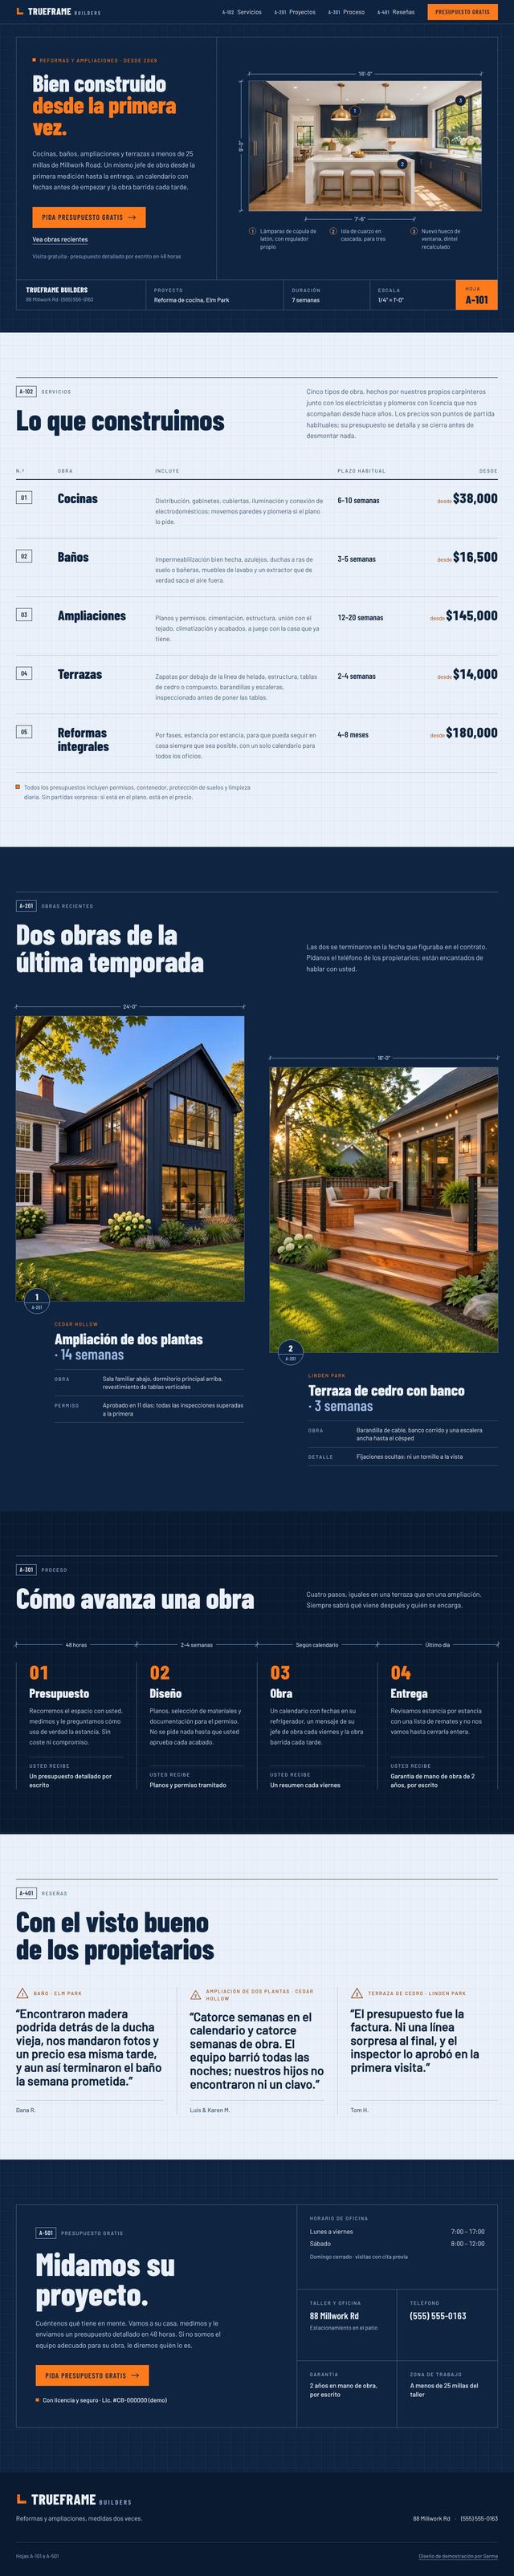 TRUEFRAME BUILDERS
A-102 Servicios A-201 Proyectos A-301 Proceso A-401 Reseñas PRESUPUESTO GRATIS
REFORMAS Y AMPLIACIONES · DESDE 2009
Bien construido
desde la primera
vez.
Cocinas, baños, ampliaciones y terrazas a menos de 25
millas de Millwork Road. Un mismo jefe de obra desde la
primera medición hasta la entrega, un calendario con
fechas antes de empezar y la obra barrida cada tarde.
PIDA PRESUPUESTO GRATIS →
Vea obras recientes
Visita gratuita · presupuesto detallado por escrito en 48 horas
16'-0"
9'-0"
1
2
3
7'-6"
1 Lámparas de cúpula de
latón, con regulador
propio
2 Isla de cuarzo en
cascada, para tres
3 Nuevo hueco de
ventana, dintel
recalculado
TRUEFRAME BUILDERS
88 Millwork Rd · (555) 555-0163
PROYECTO
Reforma de cocina, Elm Park
DURACIÓN
7 semanas
ESCALA
1/4" = 1'-0"
HOJA
A-101
A-102 SERVICIOS
Lo que construimos
Cinco tipos de obra, hechos por nuestros propios carpinteros
junto con los electricistas y plomeros con licencia que nos
acompañan desde hace años. Los precios son puntos de partida
habituales; su presupuesto se detalla y se cierra antes de
desmontar nada.
N.º OBRA INCLUYE PLAZO HABITUAL DESDE
01 Cocinas
Distribución, gabinetes, cubiertas, iluminación y conexión de
electrodomésticos; movemos paredes y plomería si el plano
lo pide.
6–10 semanas
desde $38,000
02 Baños
Impermeabilización bien hecha, azulejos, duchas a ras de
suelo o bañeras, muebles de lavabo y un extractor que de
verdad saca el aire fuera.
3–5 semanas
desde $16,500
03 Ampliaciones
Planos y permisos, cimentación, estructura, unión con el
tejado, climatización y acabados, a juego con la casa que ya
tiene.
12–20 semanas
desde $145,000
04 Terrazas
Zapatas por debajo de la línea de helada, estructura, tablas
de cedro o compuesto, barandillas y escaleras,
inspeccionado antes de poner las tablas.
2–4 semanas
desde $14,000
05 Reformas
integrales
Por fases, estancia por estancia, para que pueda seguir en
casa siempre que sea posible, con un solo calendario para
todos los oficios.
4–8 meses
desde $180,000
Todos los presupuestos incluyen permisos, contenedor, protección de suelos y limpieza
diaria. Sin partidas sorpresa: si está en el plano, está en el precio.
A-201 OBRAS RECIENTES
Dos obras de la
última temporada
Las dos se terminaron en la fecha que figuraba en el contrato.
Pídanos el teléfono de los propietarios; están encantados de
hablar con usted.
24'-0"
1
A-201
CEDAR HOLLOW
Ampliación de dos plantas
· 14 semanas
OBRA Sala familiar abajo, dormitorio principal arriba,
revestimiento de tablas verticales
PERMISO Aprobado en 11 días; todas las inspecciones superadas
a la primera
16'-0"
2
A-201
LINDEN PARK
Terraza de cedro con banco
· 3 semanas
OBRA Barandilla de cable, banco corrido y una escalera
ancha hasta el césped
DETALLE Fijaciones ocultas: ni un tornillo a la vista
A-301 PROCESO
Cómo avanza una obra
Cuatro pasos, iguales en una terraza que en una ampliación.
Siempre sabrá qué viene después y quién se encarga.
48 horas 2–4 semanas Según calendario Último día
01
Presupuesto
Recorremos el espacio con usted,
medimos y le preguntamos cómo
usa de verdad la estancia. Sin
coste ni compromiso.
USTED RECIBE
Un presupuesto detallado por
escrito
02
Diseño
Planos, selección de materiales y
documentación para el permiso.
No se pide nada hasta que usted
aprueba cada acabado.
USTED RECIBE
Planos y permiso tramitado
03
Obra
Un calendario con fechas en su
refrigerador, un mensaje de su
jefe de obra cada día y la obra
barrida cada tarde.
USTED RECIBE
Un resumen cada viernes
04
Entrega
Revisamos estancia por estancia
con una lista de remates y no nos
vamos hasta cerrarla entera.
USTED RECIBE
Garantía de mano de obra de 2
años, por escrito
A-401 RESEÑAS
Con el visto bueno
de los propietarios
BAÑO · ELM PARK
"Encontraron madera
podrida detrás de la ducha
vieja, nos mandaron fotos y
un precio esa misma tarde,
y aun así terminaron el baño
la semana prometida."
Dana R.
AMPLIACIÓN DE DOS PLANTAS · CEDAR
HOLLOW
"Catorce semanas en el
calendario y catorce
semanas de obra. El
equipo barrió todas las
noches; nuestros hijos no
encontraron ni un clavo."
Luis & Karen M.
TERRAZA DE CEDRO · LINDEN PARK
"El presupuesto fue la
factura. Ni una línea
sorpresa al final, y el
inspector lo aprobó en la
primera visita."
Tom H.
A-501 PRESUPUESTO GRATIS
Midamos su
proyecto.
Cuéntenos qué tiene en mente. Vamos a su casa, medimos y le
enviamos un presupuesto detallado en 48 horas. Si no somos el
equipo adecuado para su obra, le diremos quién lo es.
PIDA PRESUPUESTO GRATIS →
Con licencia y seguro · Lic. #CB-000000 (demo)
HORARIO DE OFICINA
Lunes a viernes 7:00 – 17:00
Sábado 8:00 – 12:00
Domingo cerrado · visitas con cita previa
TALLER Y OFICINA
88 Millwork Rd
Estacionamiento en el patio
TELÉFONO
(555) 555-0163
GARANTÍA
2 años en mano de obra,
por escrito
ZONA DE TRABAJO
A menos de 25 millas del
taller
TRUEFRAME BUILDERS
Reformas y ampliaciones, medidas dos veces.
88 Millwork Rd · (555) 555-0163
Hojas A-101 a A-501
Diseño de demostración por Serma